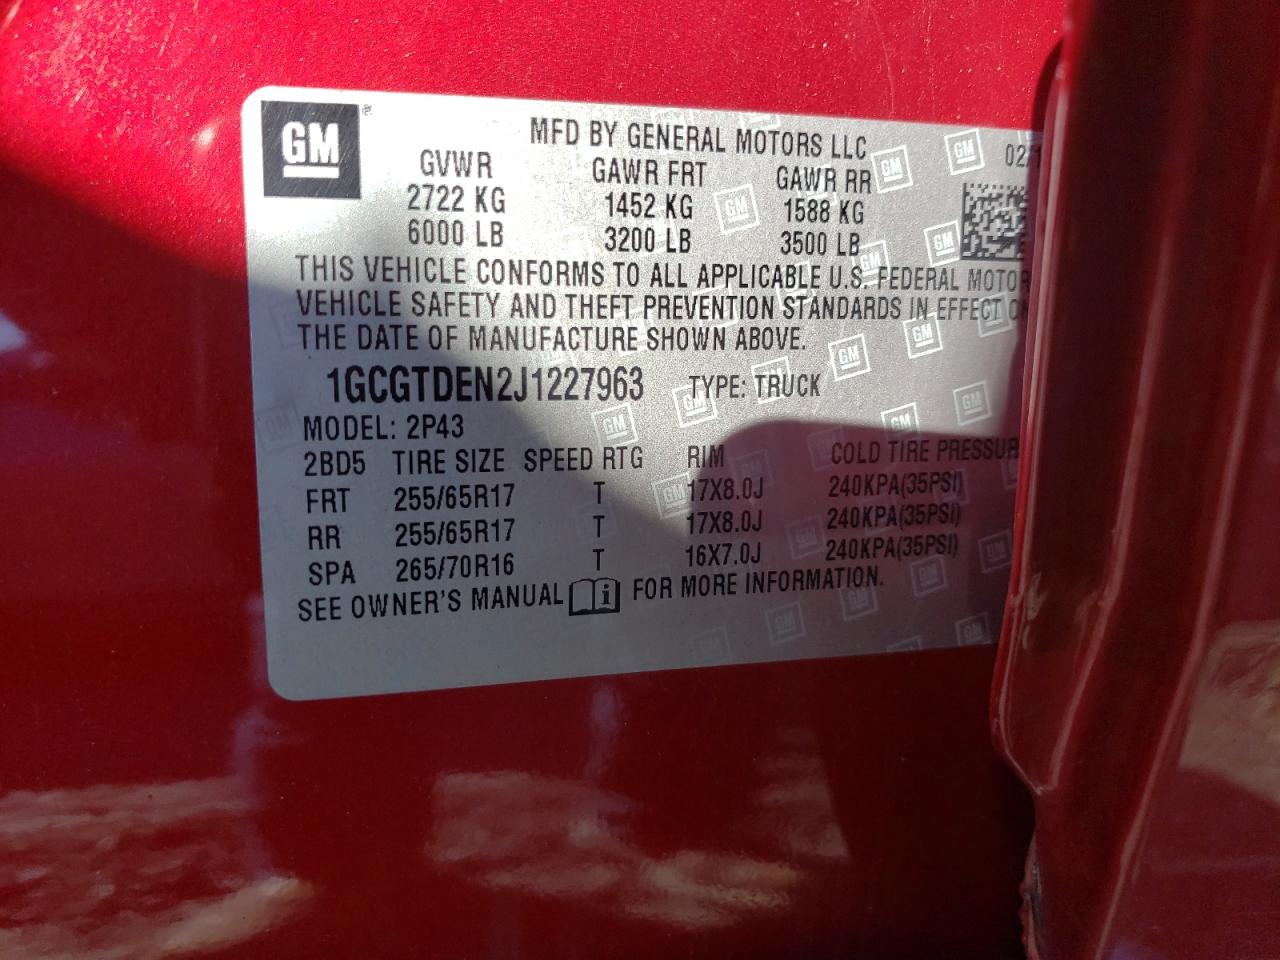 GM
MFD BY GENERAL MOTORS LLC
GVWR GAWR FRT GAWR RR
2722 KG 1452 KG 1588 KG
6000 LB 3200 LB 3500 LB
THIS VEHICLE CONFORMS TO ALL APPLICABLE U.S. FEDERAL MOTOR
VEHICLE SAFETY AND THEFT PREVENTION STANDARDS IN EFFECT ON
THE DATE OF MANUFACTURE SHOWN ABOVE.
1GCGTDEN2J1227963 TYPE: TRUCK
MODEL: 2P43
2BD5 TIRE SIZE SPEED RTG RIM COLD TIRE PRESSUR
FRT 255/65R17 T 17X8.0J 240KPA(35PSI)
RR 255/65R17 T 17X8.0J 240KPA(35PSI)
SPA 265/70R16 T 16X7.0J 240KPA(35PSI)
SEE OWNER'S MANUAL FOR MORE INFORMATION.